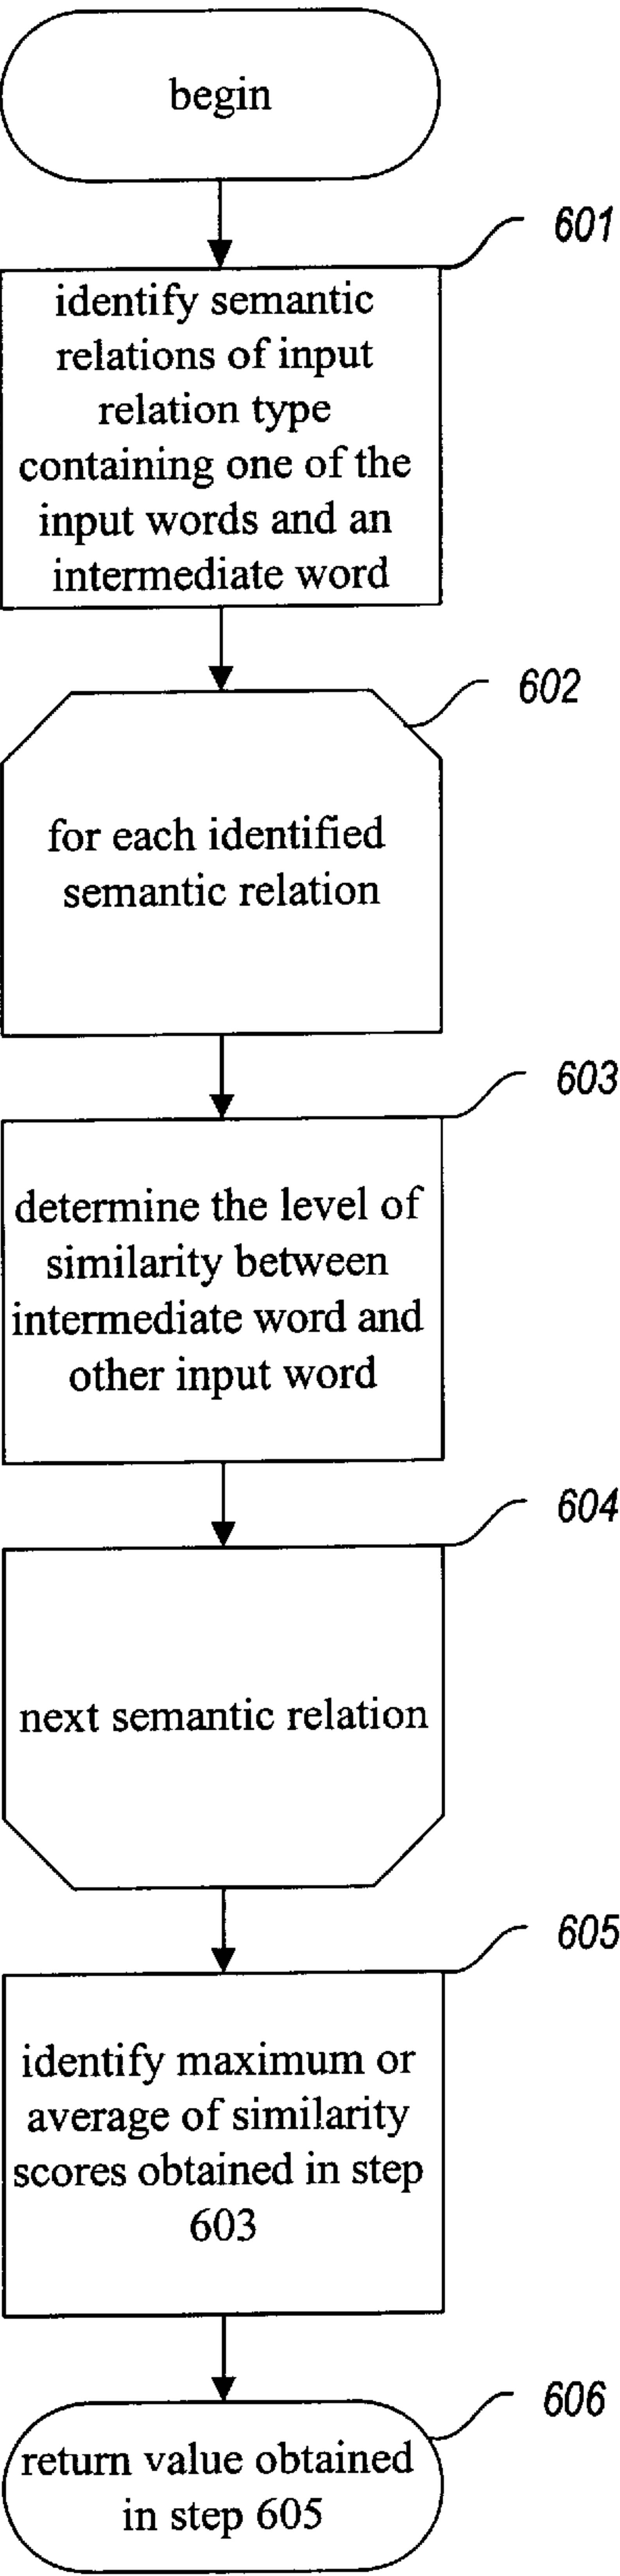 begin
601
identify semantic
relations of input
relation type
containing one of the
input words and an
intermediate word
602
for each identified
semantic relation
603
determine the level of
similarity between
intermediate word and
other input word
604
next semantic relation
605
identify maximum or
average of similarity
scores obtained in step
603
606
return value obtained
in step 605